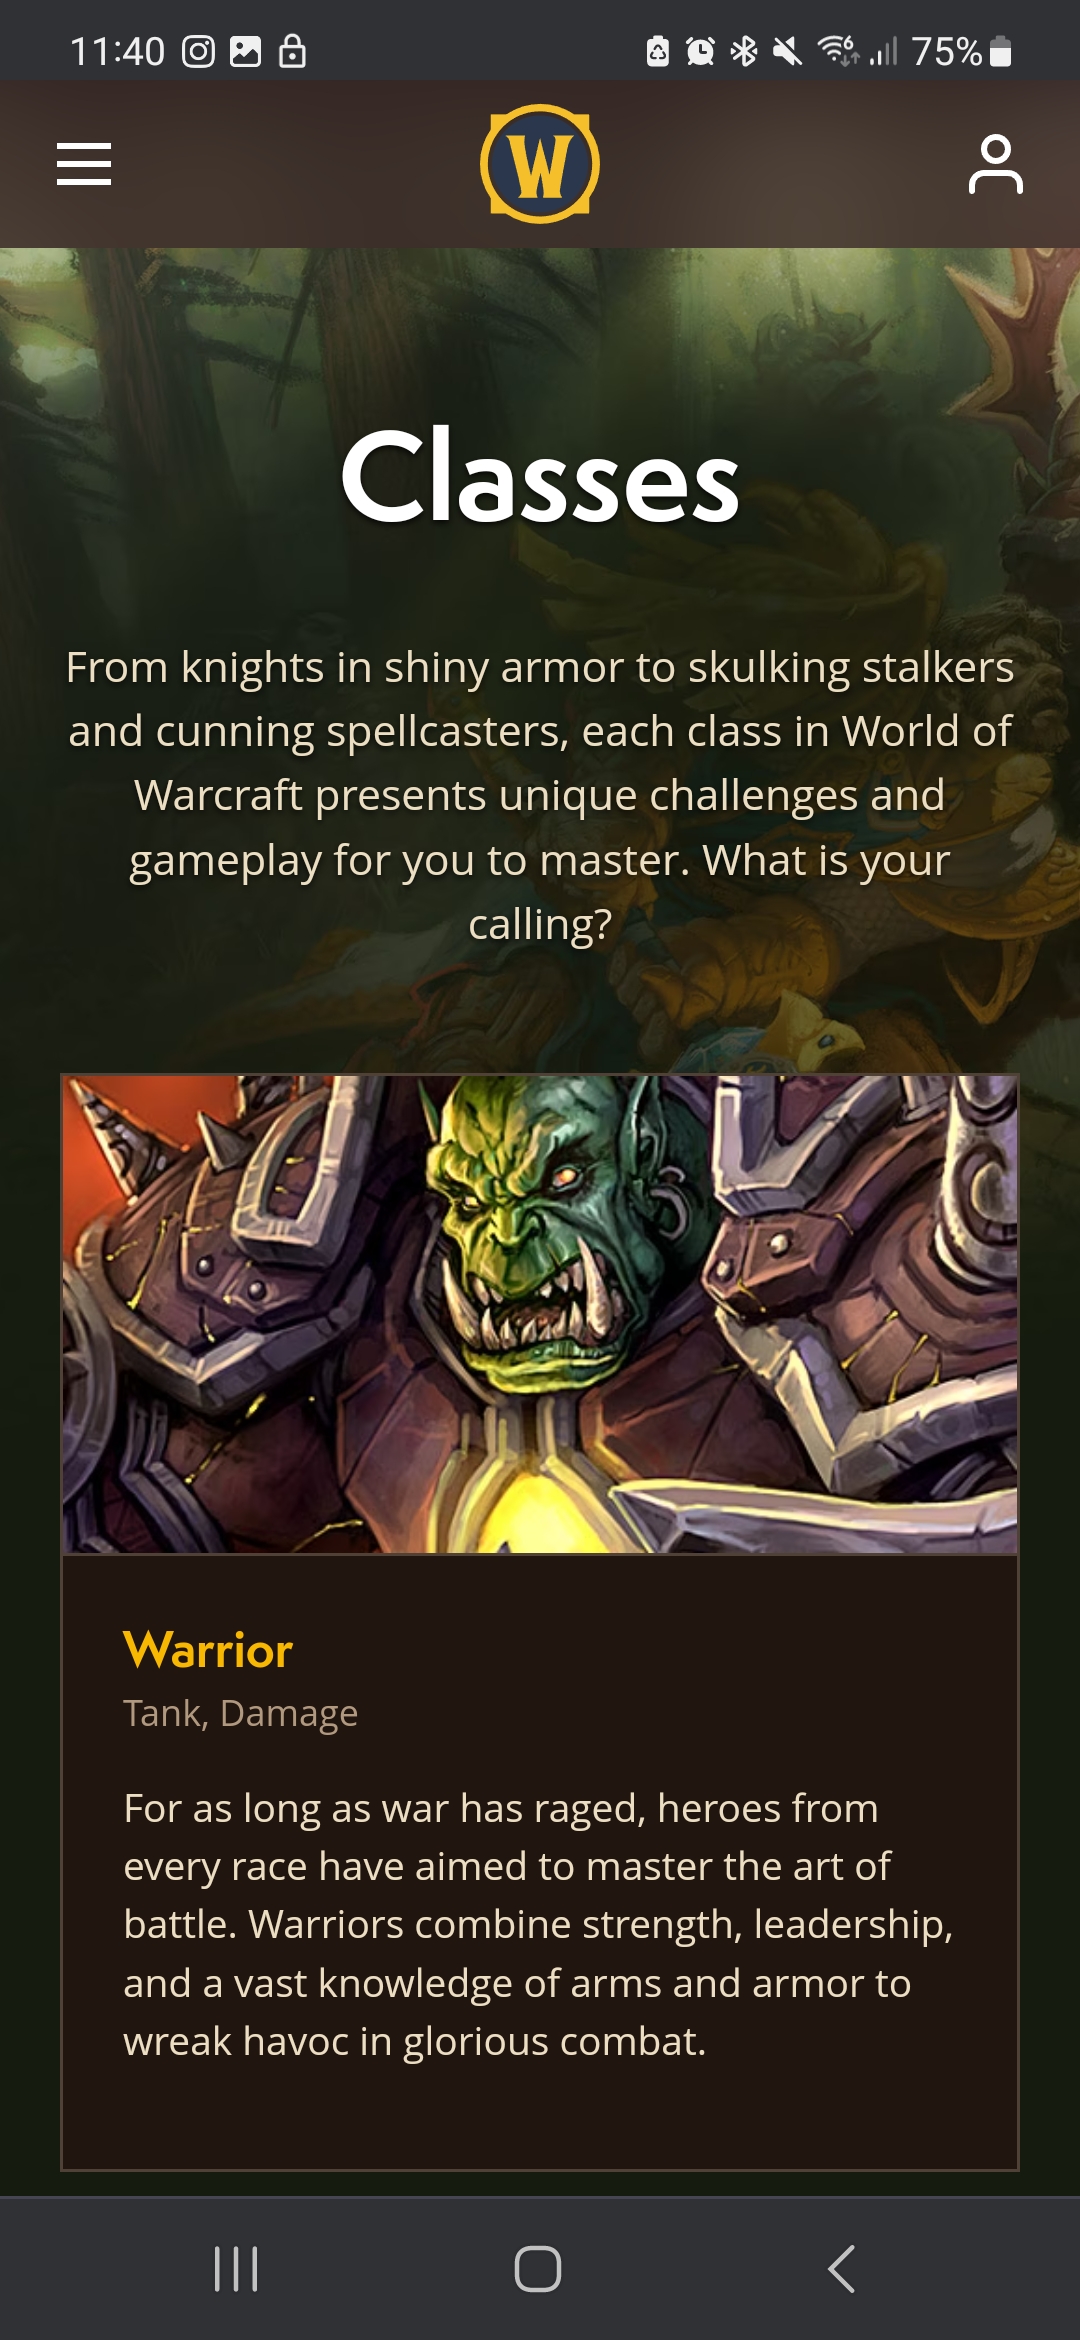 11:40
75%
W
Classes
From knights in shiny armor to skulking stalkers
and cunning spellcasters, each class in World of
Warcraft presents unique challenges and
gameplay for you to master. What is your
calling?
Warrior
Tank, Damage
For as long as war has raged, heroes from
every race have aimed to master the art of
battle. Warriors combine strength, leadership,
and a vast knowledge of arms and armor to
wreak havoc in glorious combat.